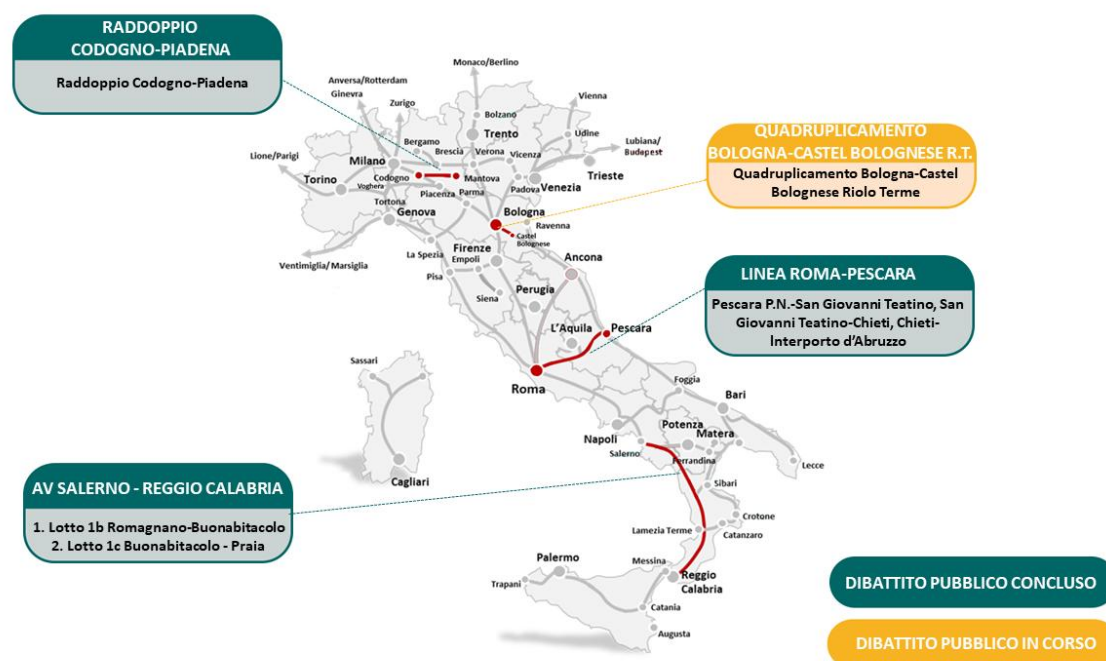 RADDOPPIO
CODOGNO-PIADENA
Raddoppio Codogno-Piadena
QUADRUPLICAMENTO
BOLOGNA-CASTEL BOLOGNESE R.T.
Quadruplicamento Bologna-Castel
Bolognese Riolo Terme
LINEA ROMA-PESCARA
Pescara P.N.-San Giovanni Teatino, San
Giovanni Teatino-Chieti, Chieti-
Interporto d'Abruzzo
AV SALERNO - REGGIO CALABRIA
1. Lotto 1b Romagnano-Buonabitacolo
2. Lotto 1c Buonabitacolo - Praia
Monaco/Berlino
Anversa/Rotterdam
Ginevra
Zurigo
Vienna
Bolzano
Trento
Udine
Lubiana/
Budepest
Bergamo
Brescia
Verona
Vicenza
Milano
Lione/Parigi
Trieste
Codogno
Mantova
Padova
Venezia
Torino
Voghera
Piacenza
Parma
Tortona
Genova
Bologna
Ravenna
Castel
Bolognese
La Spezia
Firenze
Empoli
Ventimiglia/Marsiglia
Pisa
Ancona
Siena
Perugia
L'Aquila
Pescara
Roma
Sassari
Foggia
Bari
Potenza
Matera
Napoli
Salerno
Ferrandina
Lecce
Cagliari
Sibari
Crotone
Lamezia Terme
Catanzaro
Messina
Palermo
Reggio
Calabria
Trapani
Catania
Augusta
DIBATTITO PUBBLICO CONCLUSO
DIBATTITO PUBBLICO IN CORSO